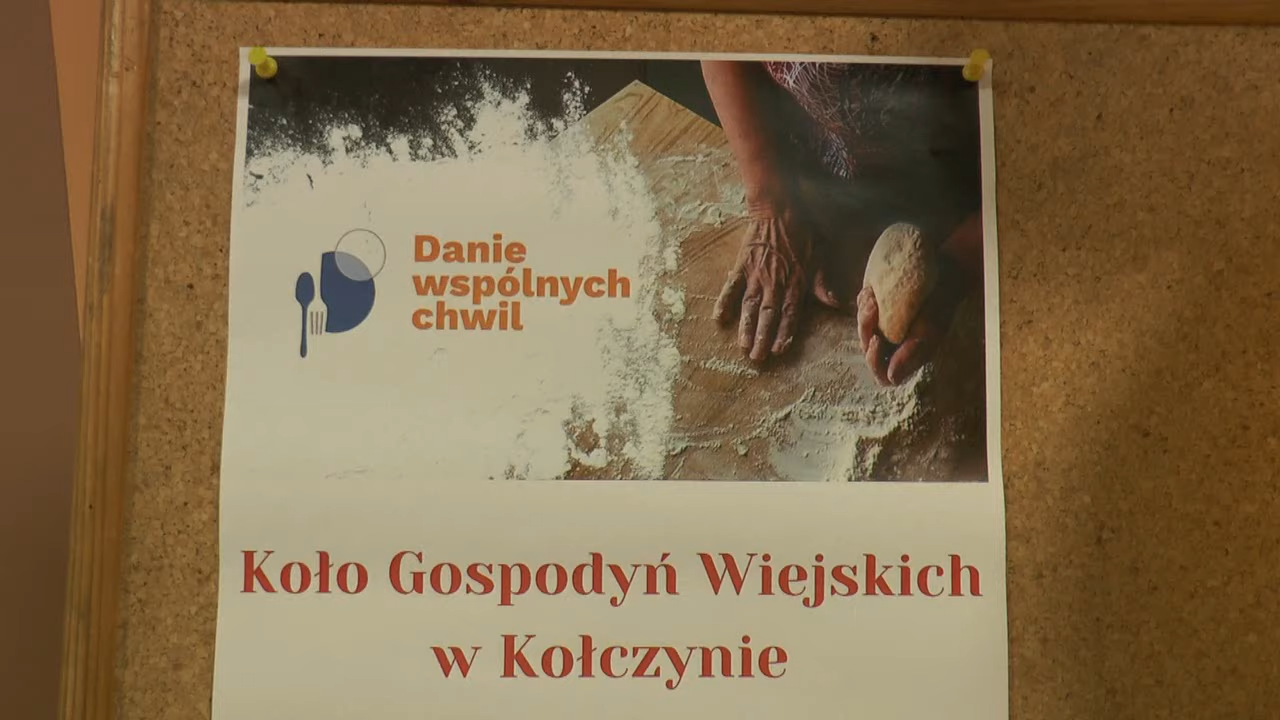 Danie
wspólnych
chwil
Koło Gospodyń Wiejskich
w Kołczynie